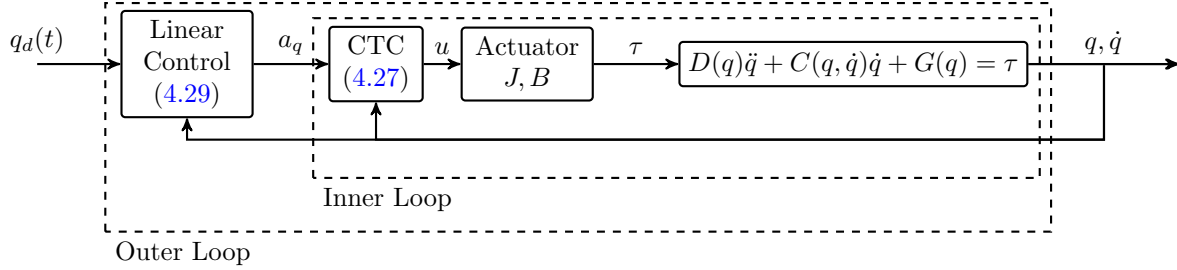 q_d(t)
Linear
Control
(4.29)
a_q
CTC
(4.27)
u
Actuator
J, B
τ
D(q)q̈ + C(q, q̇)q̇ + G(q) = τ
q, q̇
Inner Loop
Outer Loop